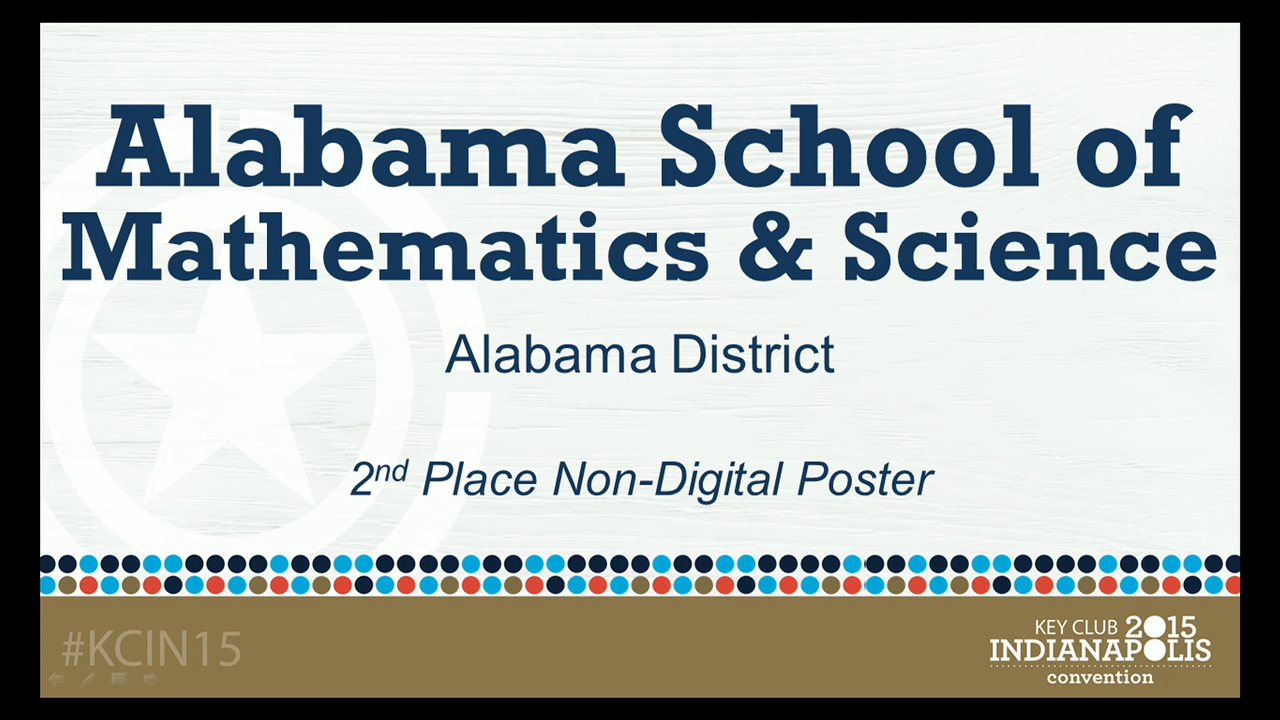 Alabama School of
Mathematics & Science
Alabama District
2nd Place Non-Digital Poster
#KCIN15
KEY CLUB 2015
INDIANAPOLIS
convention